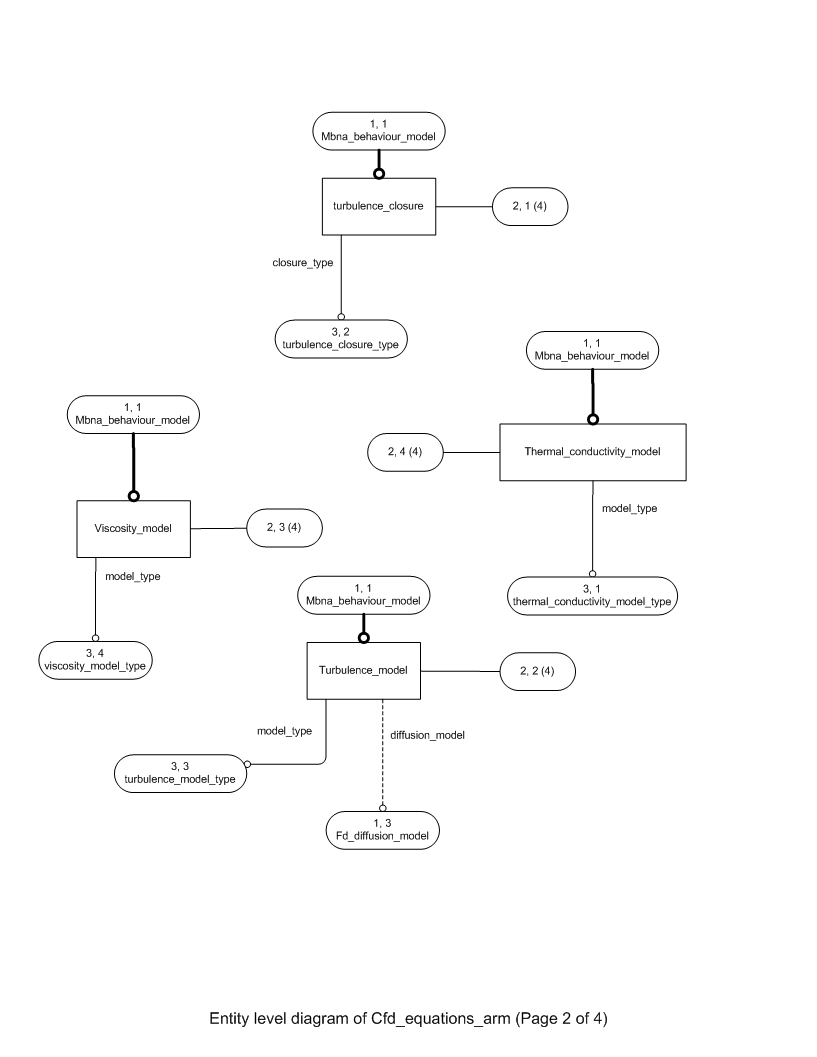 1, 1
Mbna_behaviour_model
turbulence_closure
2, 1 (4)
closure_type
3, 2
turbulence_closure_type
1, 1
Mbna_behaviour_model
2, 4 (4)
Thermal_conductivity_model
model_type
3, 1
thermal_conductivity_model_type
1, 1
Mbna_behaviour_model
Viscosity_model
2, 3 (4)
model_type
3, 4
viscosity_model_type
1, 1
Mbna_behaviour_model
Turbulence_model
2, 2 (4)
model_type
diffusion_model
3, 3
turbulence_model_type
1, 3
Fd_diffusion_model
Entity level diagram of Cfd_equations_arm (Page 2 of 4)